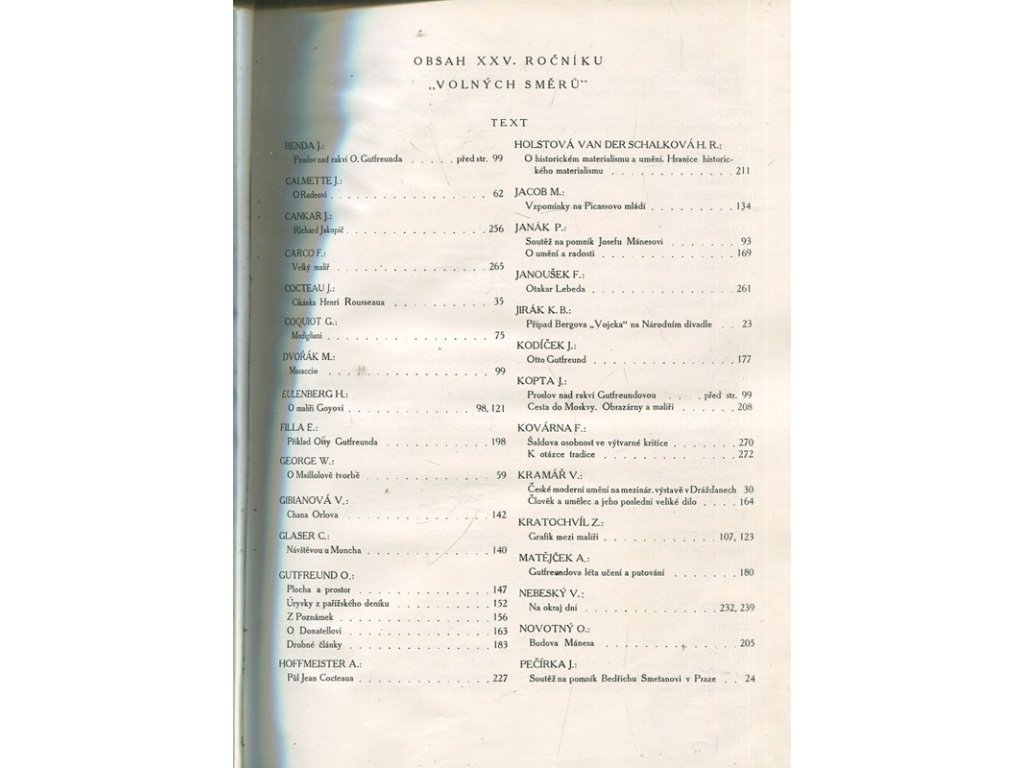 OBSAH XXV. ROČNÍKU
„VOLNÝCH SMĚRŮ"
TEXT
BENDA J.:
Proslov nad rakví O. Gutfreunda . . . . . před str. 99
CALMETTE J.:
O Rudeovi . . . . . 62
CANKAR J.:
Richard Jakopič . . . . . 256
CARCO F.:
Velký malíř . . . . . 265
COCTEAU J.:
Cikánka Henri Rousseaua . . . . . 35
COQUIOT G.:
Modigliani . . . . . 75
DVOŘÁK M.:
Masaccio . . . . . 99
EULENBERG H.:
O malíři Goyovi . . . . . 98, 121
FILLA E.:
Příklad Otty Gutfreunda . . . . . 198
GEORGE W.:
O Maillolově tvorbě . . . . . 59
GIBIANOVÁ V.:
Chana Orlova . . . . . 142
GLASER C.:
Návštěvou u Muncha . . . . . 140
GUTFREUND O.:
Plocha a prostor . . . . . 147
Úryvky z pařížského deníku . . . . . 152
Z Poznámek . . . . . 156
O Donatellovi . . . . . 163
Drobné články . . . . . 183
HOFFMEISTER A.:
Půl Jean Cocteaua . . . . . 227
HOLSTOVÁ VAN DER SCHALKOVÁ H. R.:
O historickém materialismu a umění. Hranice historic-
kého materialismu . . . . . 211
JACOB M.:
Vzpomínky na Picassovo mládí . . . . . 134
JANÁK P.:
Soutěž na pomník Josefu Mánesovi . . . . . 93
O umění a radosti . . . . . 169
JANOUŠEK F.:
Otakar Lebeda . . . . . 261
JIRÁK K. B.:
Případ Bergova „Vojcka" na Národním divadle . . 23
KODÍČEK J.:
Otto Gutfreund . . . . . 177
KOPTA J.:
Proslov nad rakví Gutfreundovou . . . . před str. 99
Cesta do Moskvy. Obrazárny a malíři . . . . . 208
KOVÁRNA F.:
Šaldova osobnost ve výtvarné kritice . . . . . 270
K otázce tradice . . . . . 272
KRAMÁŘ V.:
České moderní umění na mezinár. výstavě v Drážďanech 30
Člověk a umělec a jeho poslední veliké dílo . . . . 164
KRATOCHVÍL Z.:
Grafik mezi malíři . . . . . 107, 123
MATĚJČEK A.:
Gutfreundova léta učení a putování . . . . . 180
NEBESKÝ V.:
Na okraj dní . . . . . 232, 239
NOVOTNÝ O.:
Budova Mánesa . . . . . 205
PEČÍRKA J.:
Soutěž na pomník Bedřichu Smetanovi v Praze . . 24